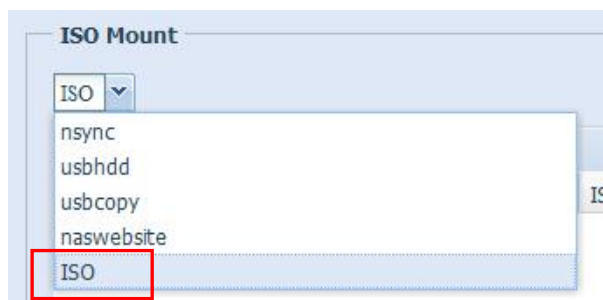 ISO Mount
ISO
nsync
usbhdd
usbcopy
naswebsite
ISO